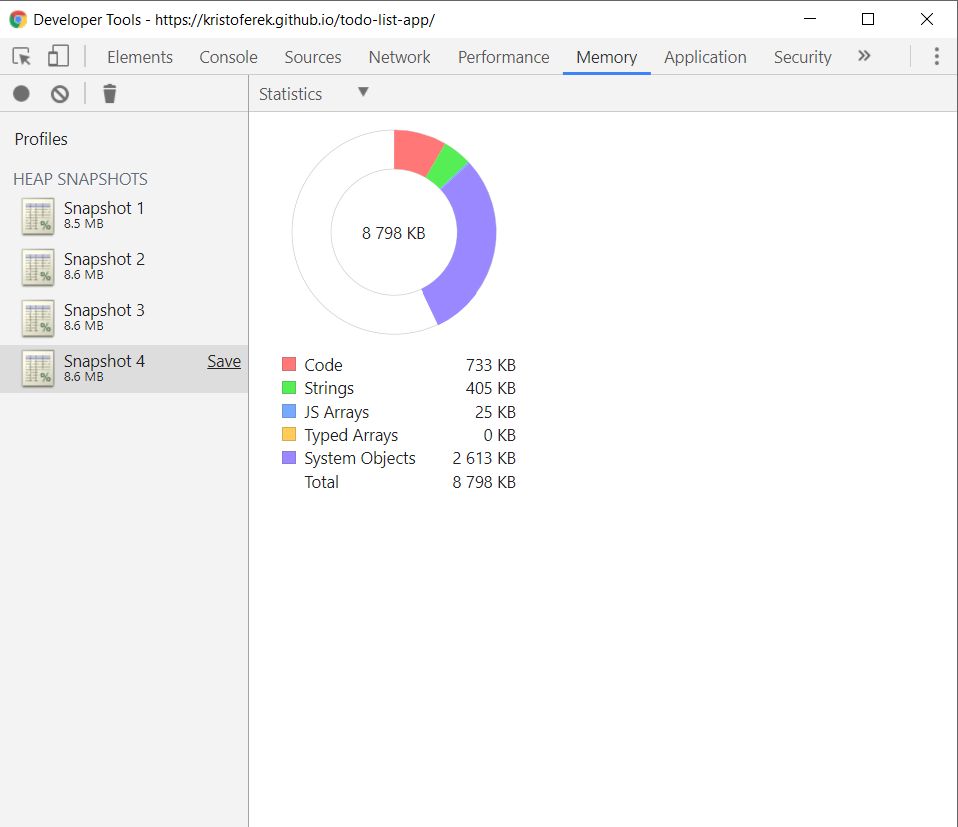 Developer Tools - https://kristoferek.github.io/todo-list-app/
Elements Console Sources Network Performance Memory Application Security »
Statistics ▼
Profiles
HEAP SNAPSHOTS
Snapshot 1
8.5 MB
Snapshot 2
8.6 MB
Snapshot 3
8.6 MB
Snapshot 4 Save
8.6 MB
8 798 KB
Code 733 KB
Strings 405 KB
JS Arrays 25 KB
Typed Arrays 0 KB
System Objects 2 613 KB
Total 8 798 KB